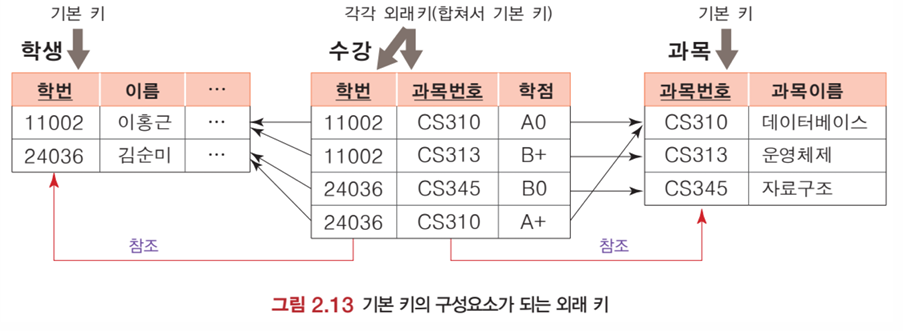 기본 키
각각 외래키(합쳐서 기본 키)
기본 키
학생
수강
과목
학번 이름 …
11002 이홍근 …
24036 김순미 …
학번 과목번호 학점
11002 CS310 A0
11002 CS313 B+
24036 CS345 B0
24036 CS310 A+
과목번호 과목이름
CS310 데이터베이스
CS313 운영체제
CS345 자료구조
참조
참조
그림 2.13 기본 키의 구성요소가 되는 외래 키